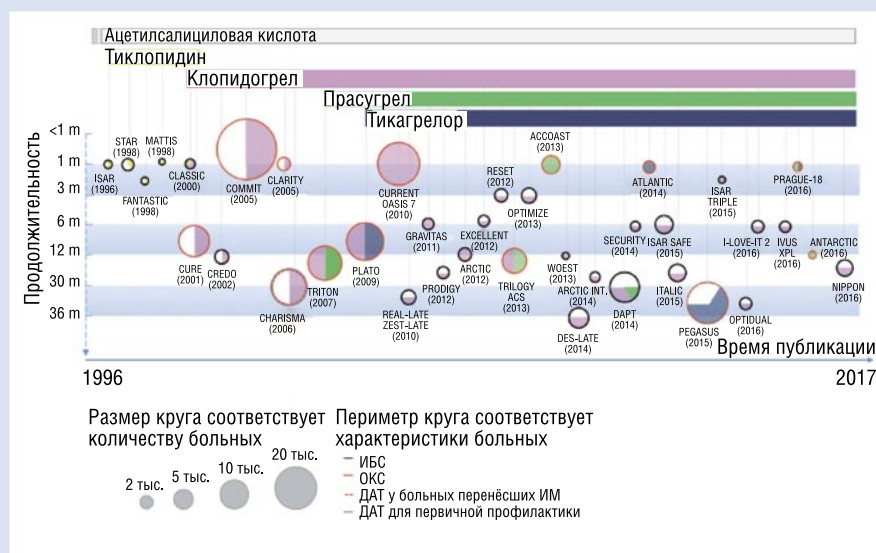 Ацетилсалициловая кислота
Тиклопидин
Клопидогрел
Прасугрел
Тикагрелор
Продолжительность
<1 m
1 m
3 m
6 m
12 m
30 m
36 m
ISAR
(1996)
STAR
(1998)
FANTASTIC
(1998)
MATTIS
(1998)
CLASSIC
(2000)
COMMIT
(2005)
CLARITY
(2005)
CURRENT
OASIS 7
(2010)
RESET
(2012)
OPTIMIZE
(2013)
ACCOAST
(2013)
ATLANTIC
(2014)
ISAR
TRIPLE
(2015)
PRAGUE-18
(2016)
CURE
(2001)
CREDO
(2002)
CHARISMA
(2006)
TRITON
(2007)
PLATO
(2009)
REAL-LATE
ZEST-LATE
(2010)
GRAVITAS
(2011)
PRODIGY
(2012)
EXCELLENT
(2012)
ARCTIC
(2012)
TRILOGY
ACS
(2013)
WOEST
(2013)
ARCTIC INT.
(2014)
DES-LATE
(2014)
DAPT
(2014)
SECURITY
(2014)
ISAR SAFE
(2015)
ITALIC
(2015)
PEGASUS
(2015)
OPTIDUAL
(2016)
I-LOVE-IT 2
(2016)
IVUS
XPL
(2016)
ANTARCTIC
(2016)
NIPPON
(2016)
Время публикации
1996
2017
Размер круга соответствует
количеству больных
2 тыс.
5 тыс.
10 тыс.
20 тыс.
Периметр круга соответствует
характеристики больных
ИБС
ОКС
ДАТ у больных перенёсших ИМ
ДАТ для первичной профилактики